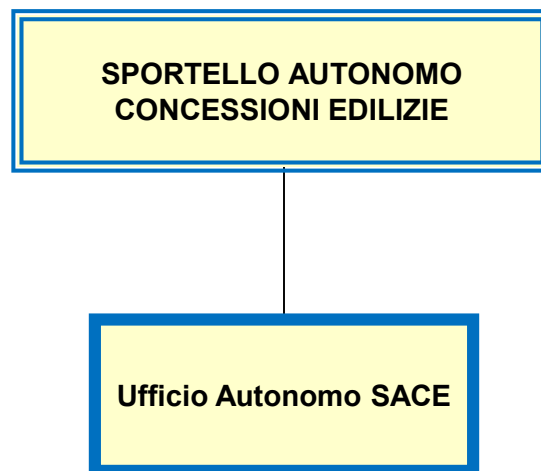 SPORTELLO AUTONOMO
CONCESSIONI EDILIZIE
Ufficio Autonomo SACE